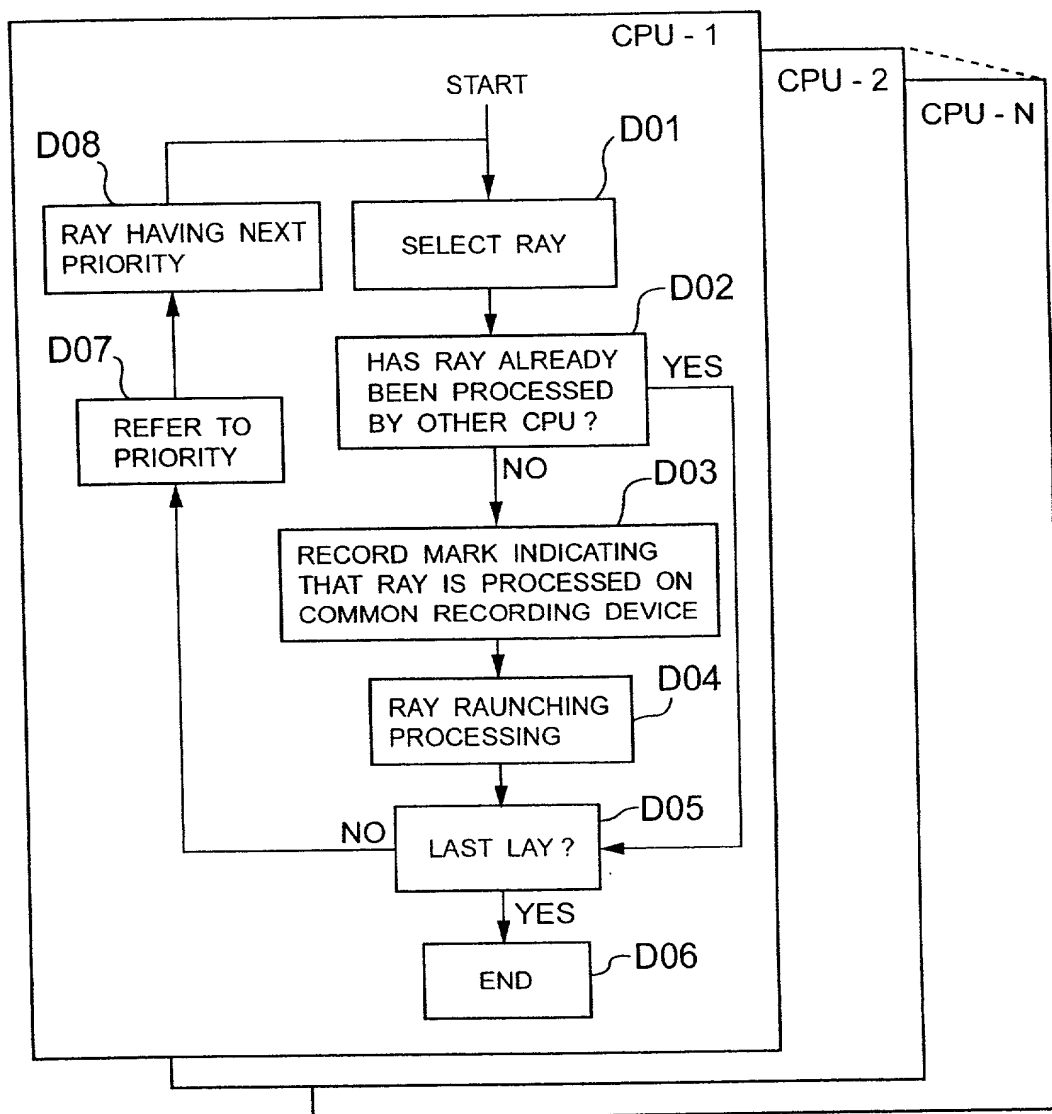 CPU - 1
CPU - 2
CPU - N
START
D08
D01
RAY HAVING NEXT
PRIORITY
SELECT RAY
D02
D07
HAS RAY ALREADY
BEEN PROCESSED
BY OTHER CPU ?
YES
REFER TO
PRIORITY
NO
D03
RECORD MARK INDICATING
THAT RAY IS PROCESSED ON
COMMON RECORDING DEVICE
D04
RAY RAUNCHING
PROCESSING
D05
NO
LAST LAY ?
YES
D06
END